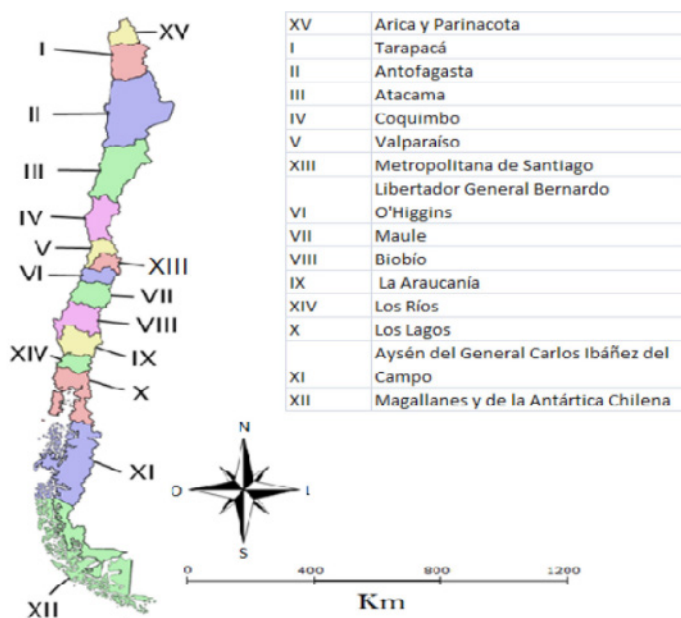 XV
I
II
III
IV
V
XIII
VI
VII
VIII
XIV
IX
X
XI
XII
XV Arica y Parinacota
I Tarapacá
II Antofagasta
III Atacama
IV Coquimbo
V Valparaíso
XIII Metropolitana de Santiago
Libertador General Bernardo
VI O'Higgins
VII Maule
VIII Biobío
IX La Araucanía
XIV Los Ríos
X Los Lagos
Aysén del General Carlos Ibáñez del
XI Campo
XII Magallanes y de la Antártica Chilena
N
O
S
0 400 800 1200
Km